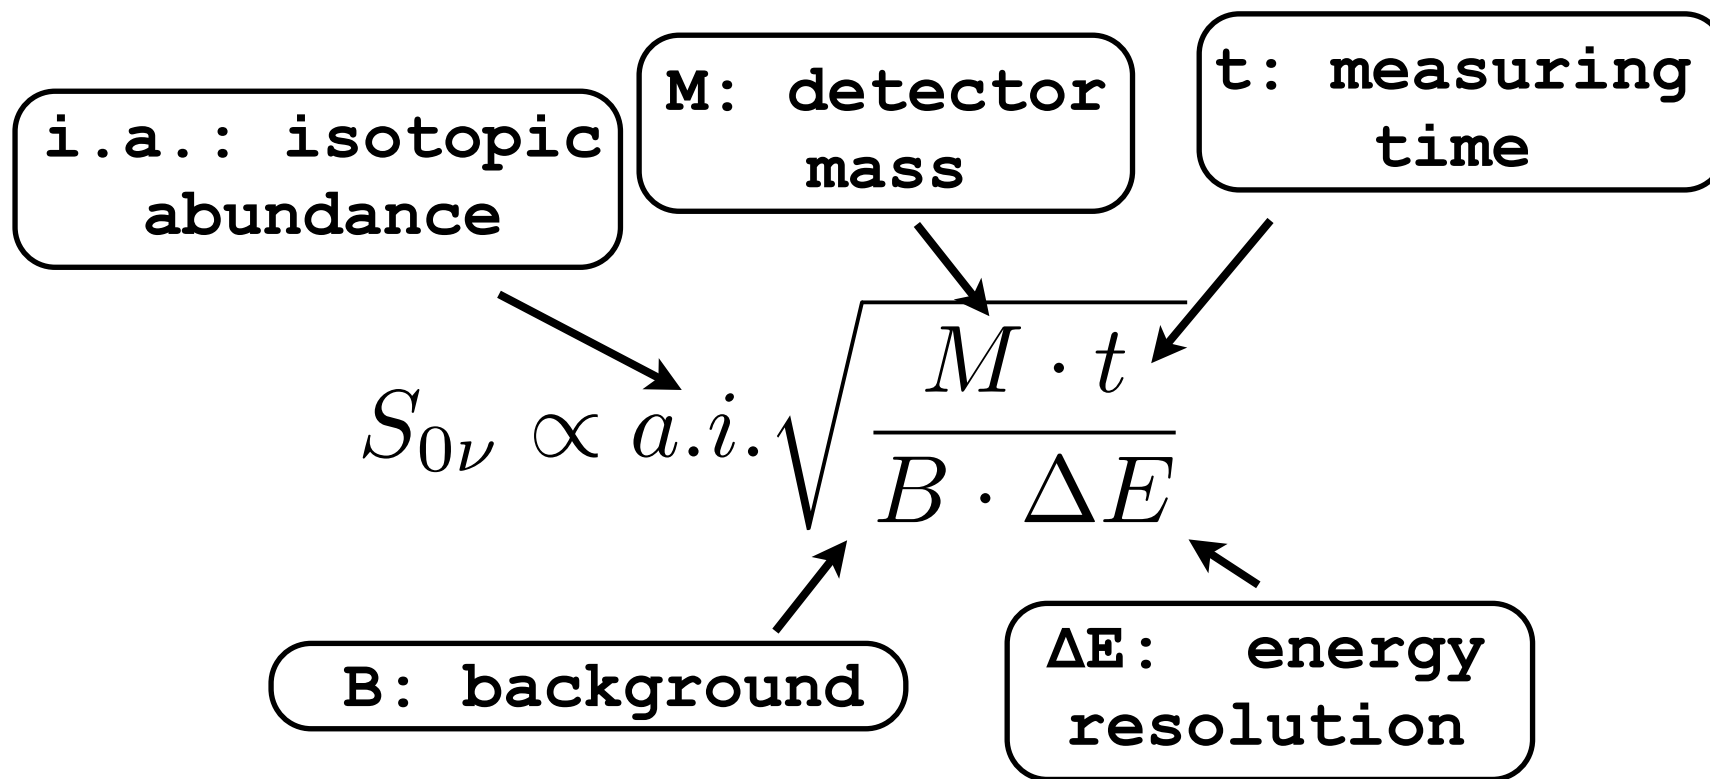 i.a.: isotopic
abundance
M: detector
mass
t: measuring
time
S_{0ν} ∝ a.i. √(M · t / B · ΔE)
B: background
ΔE: energy
resolution